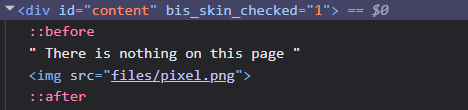 <div id="content" bis_skin_checked="1"> == $0
::before
" There is nothing on this page "
<img src="files/pixel.png">
::after